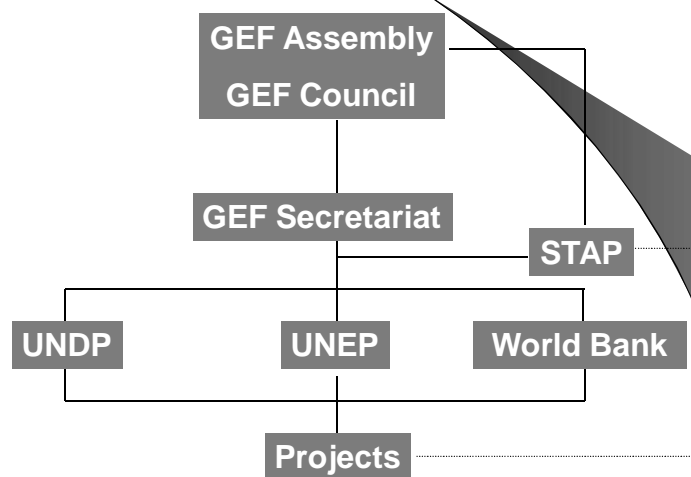 GEF Assembly
GEF Council
GEF Secretariat
STAP
UNDP
UNEP
World Bank
Projects